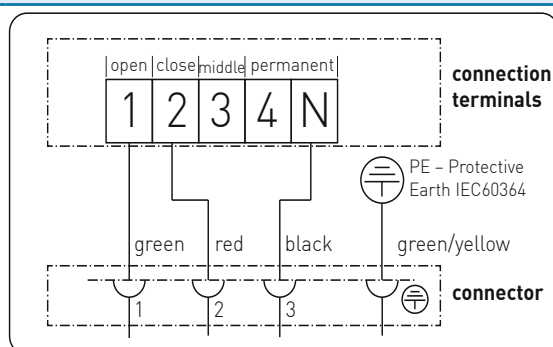 open close middle permanent
1 2 3 4 N
connection
terminals
PE – Protective
Earth IEC60364
green red black green/yellow
1 2 3
connector